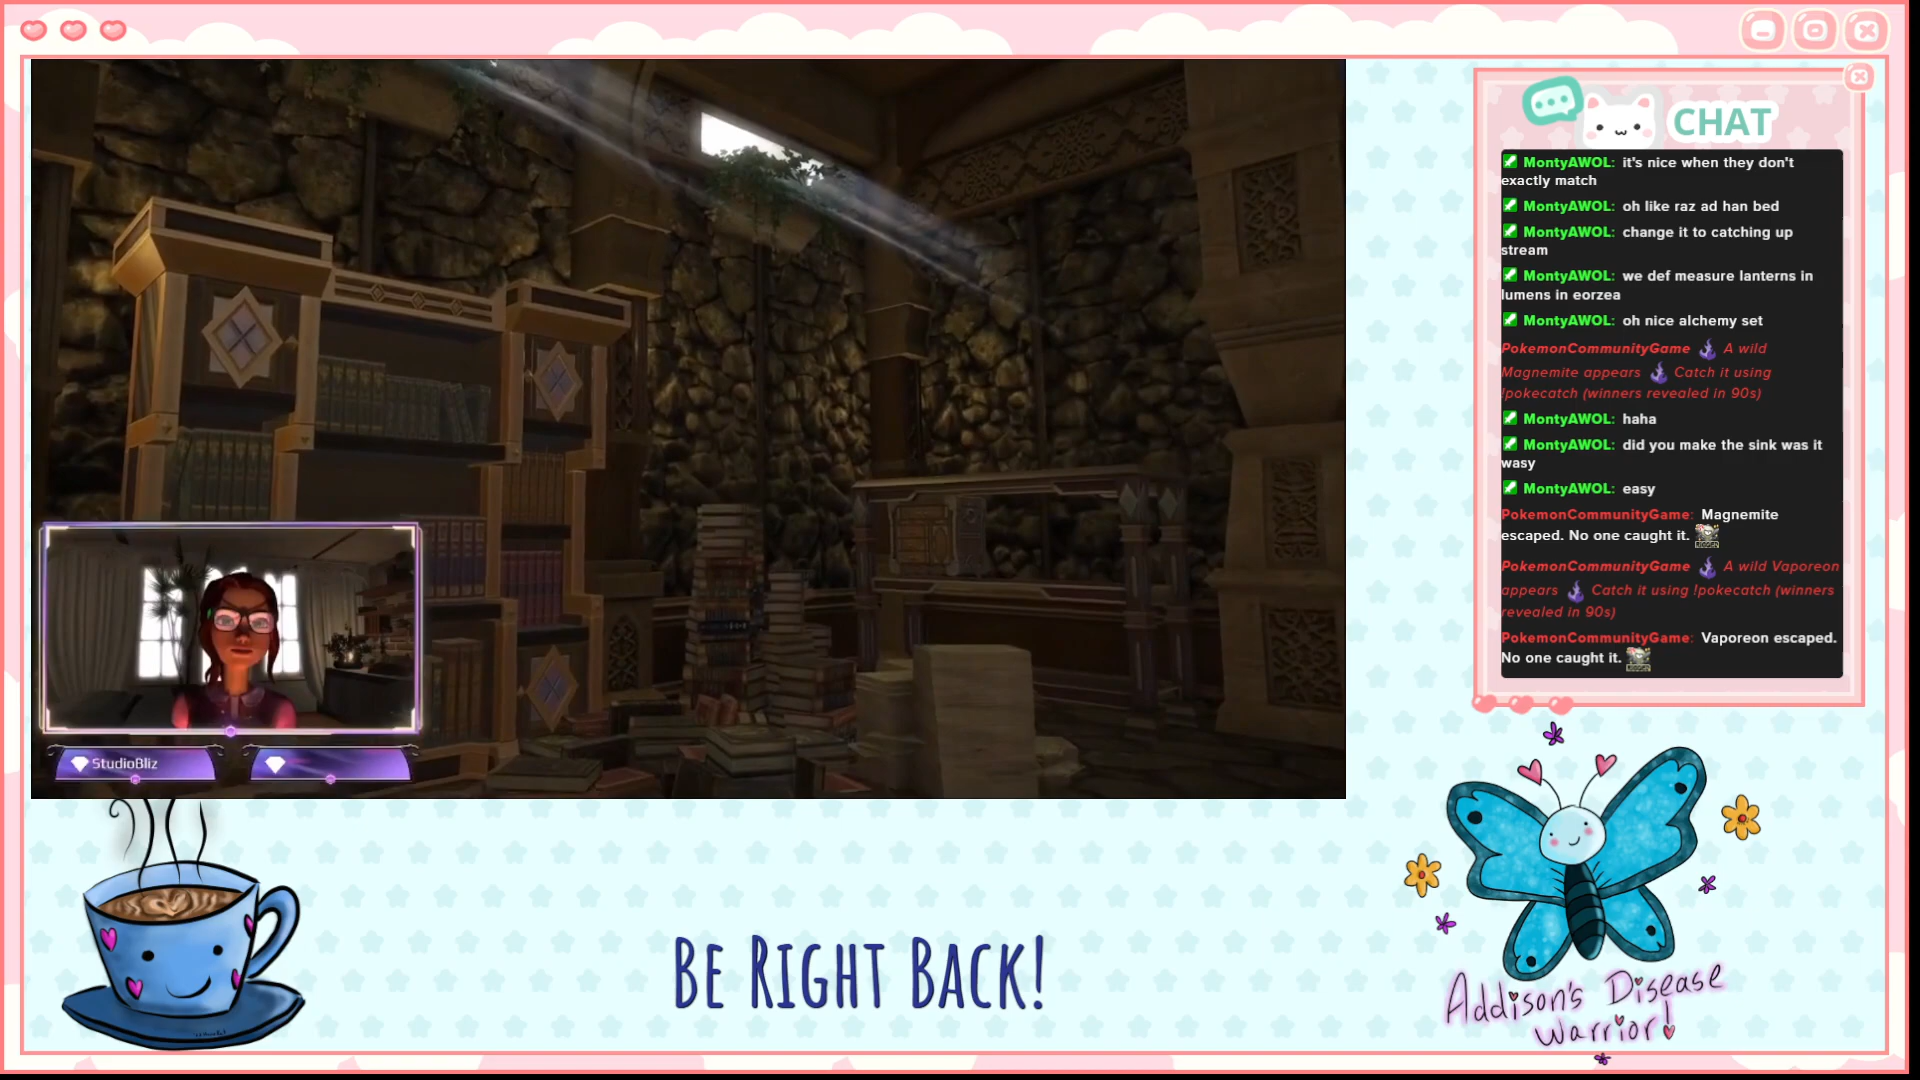 CHAT
MontyAWOL: it's nice when they don't
exactly match
MontyAWOL: oh like raz ad han bed
MontyAWOL: change it to catching up
stream
MontyAWOL: we def measure lanterns in
lumens in eorzea
MontyAWOL: oh nice alchemy set
PokemonCommunityGame A wild
Magnemite appears Catch it using
!pokecatch (winners revealed in 90s)
MontyAWOL: haha
MontyAWOL: did you make the sink was it
wasy
MontyAWOL: easy
PokemonCommunityGame: Magnemite
escaped. No one caught it.
PokemonCommunityGame A wild Vaporeon
appears Catch it using !pokecatch (winners
revealed in 90s)
PokemonCommunityGame: Vaporeon escaped.
No one caught it.
StudioBliz
Be Right Back!
Addison's Disease
Warrior!